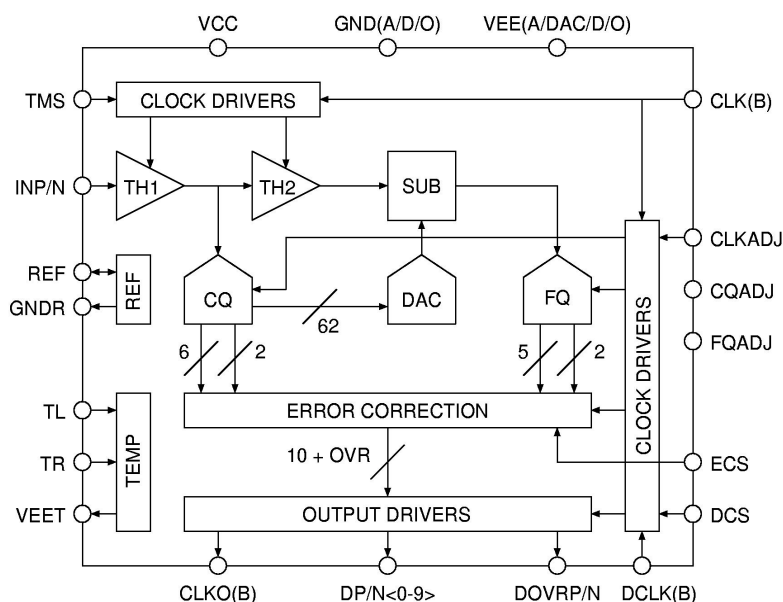 VCC
GND(A/D/O)
VEE(A/DAC/D/O)
TMS
CLOCK DRIVERS
CLK(B)
INP/N
TH1
TH2
SUB
CLKADJ
REF
REF
GNDR
CQ
62
DAC
FQ
CQADJ
FQADJ
6
2
5
2
CLOCK DRIVERS
TL
TEMP
ERROR CORRECTION
10 + OVR
TR
ECS
VEET
OUTPUT DRIVERS
DCS
CLKO(B)
DP/N<0-9>
DOVRP/N
DCLK(B)